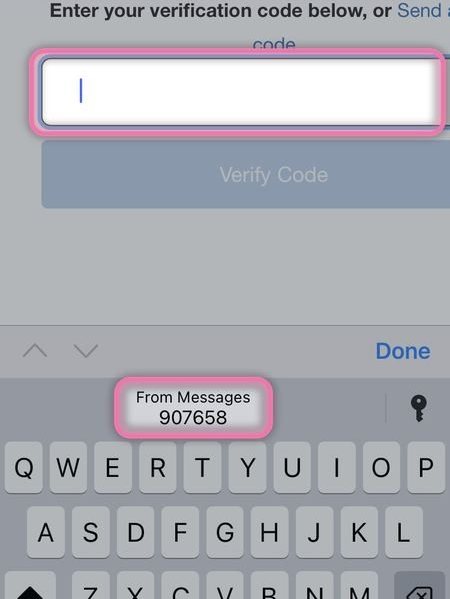 Enter your verification code below, or Send a
code
Verify Code
Done
From Messages
907658
Q W E R T Y U I O P
A S D F G H J K L
Z X C V B N M